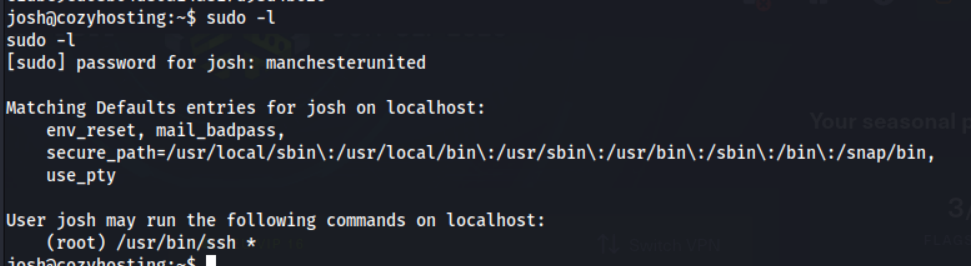 josh@cozyhosting:~$ sudo -l
sudo -l
[sudo] password for josh: manchesterunited
Matching Defaults entries for josh on localhost:
env_reset, mail_badpass,
secure_path=/usr/local/sbin\:/usr/local/bin\:/usr/sbin\:/usr/bin\:/sbin\:/bin\:/snap/bin,
use_pty
Your seasonal
User josh may run the following commands on localhost:
(root) /usr/bin/ssh *
Switch VPN
josh@cozyhosting:~$